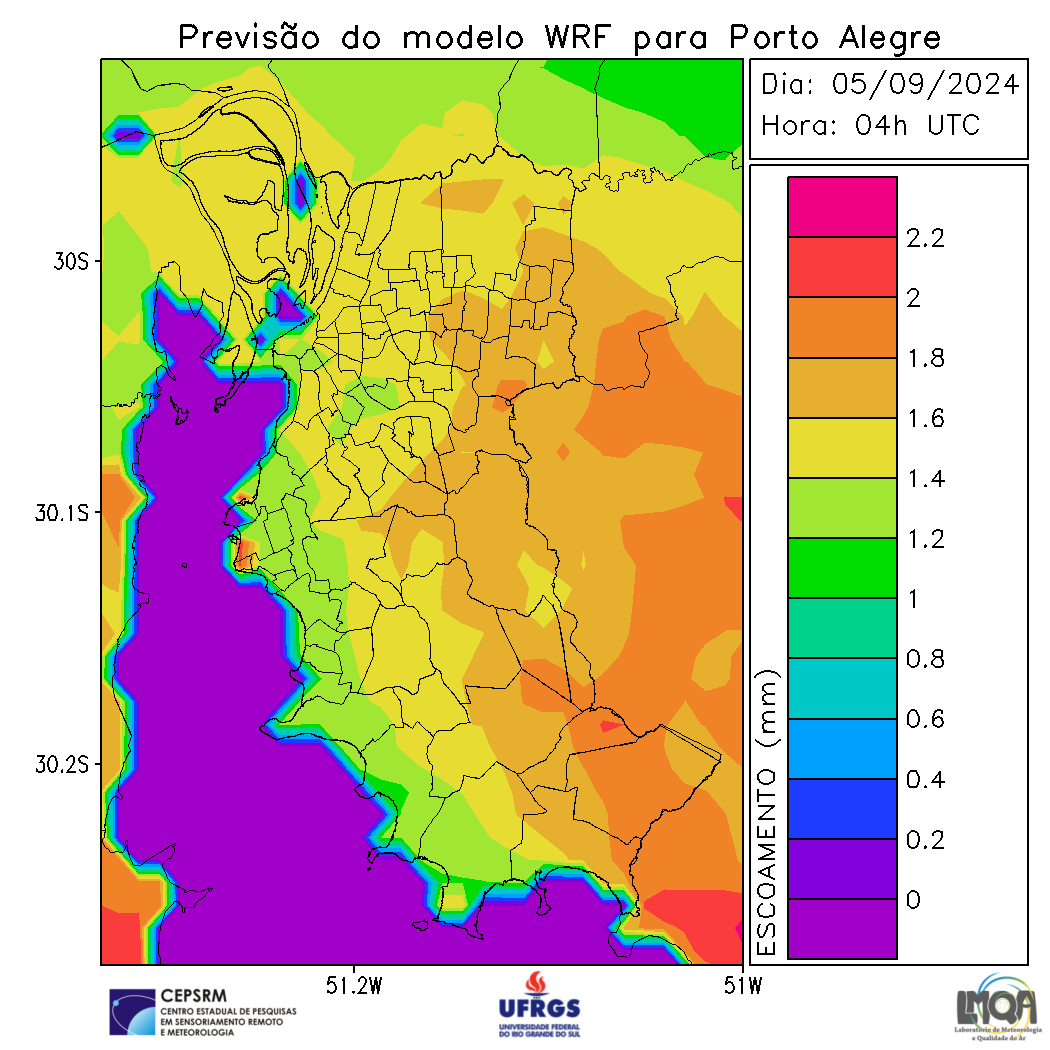 Previsão do modelo WRF para Porto Alegre
Dia: 05/09/2024
Hora: 04h UTC
30S
30.1S
30.2S
51.2W
51W
ESCOAMENTO (mm)
2.2
2
1.8
1.6
1.4
1.2
1
0.8
0.6
0.4
0.2
0
CEPSRM
CENTRO ESTADUAL DE PESQUISAS
EM SENSORIAMENTO REMOTO
E METEOROLOGIA
UFRGS
UNIVERSIDADE FEDERAL
DO RIO GRANDE DO SUL
LMQA
Laboratório de Meteorologia
e Qualidade do Ar